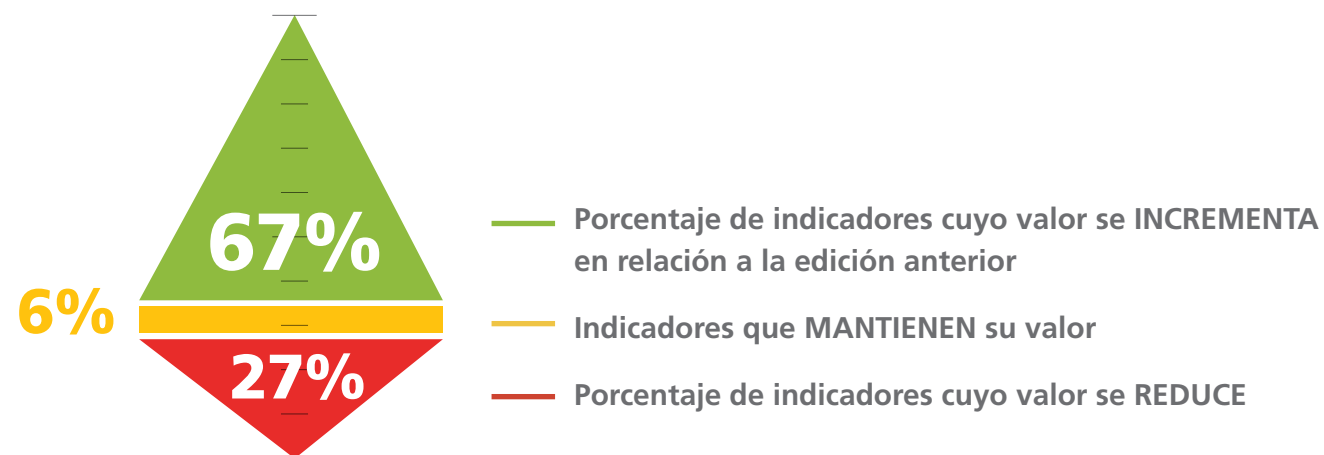 67%
Porcentaje de indicadores cuyo valor se INCREMENTA
en relación a la edición anterior
6%
Indicadores que MANTIENEN su valor
27%
Porcentaje de indicadores cuyo valor se REDUCE